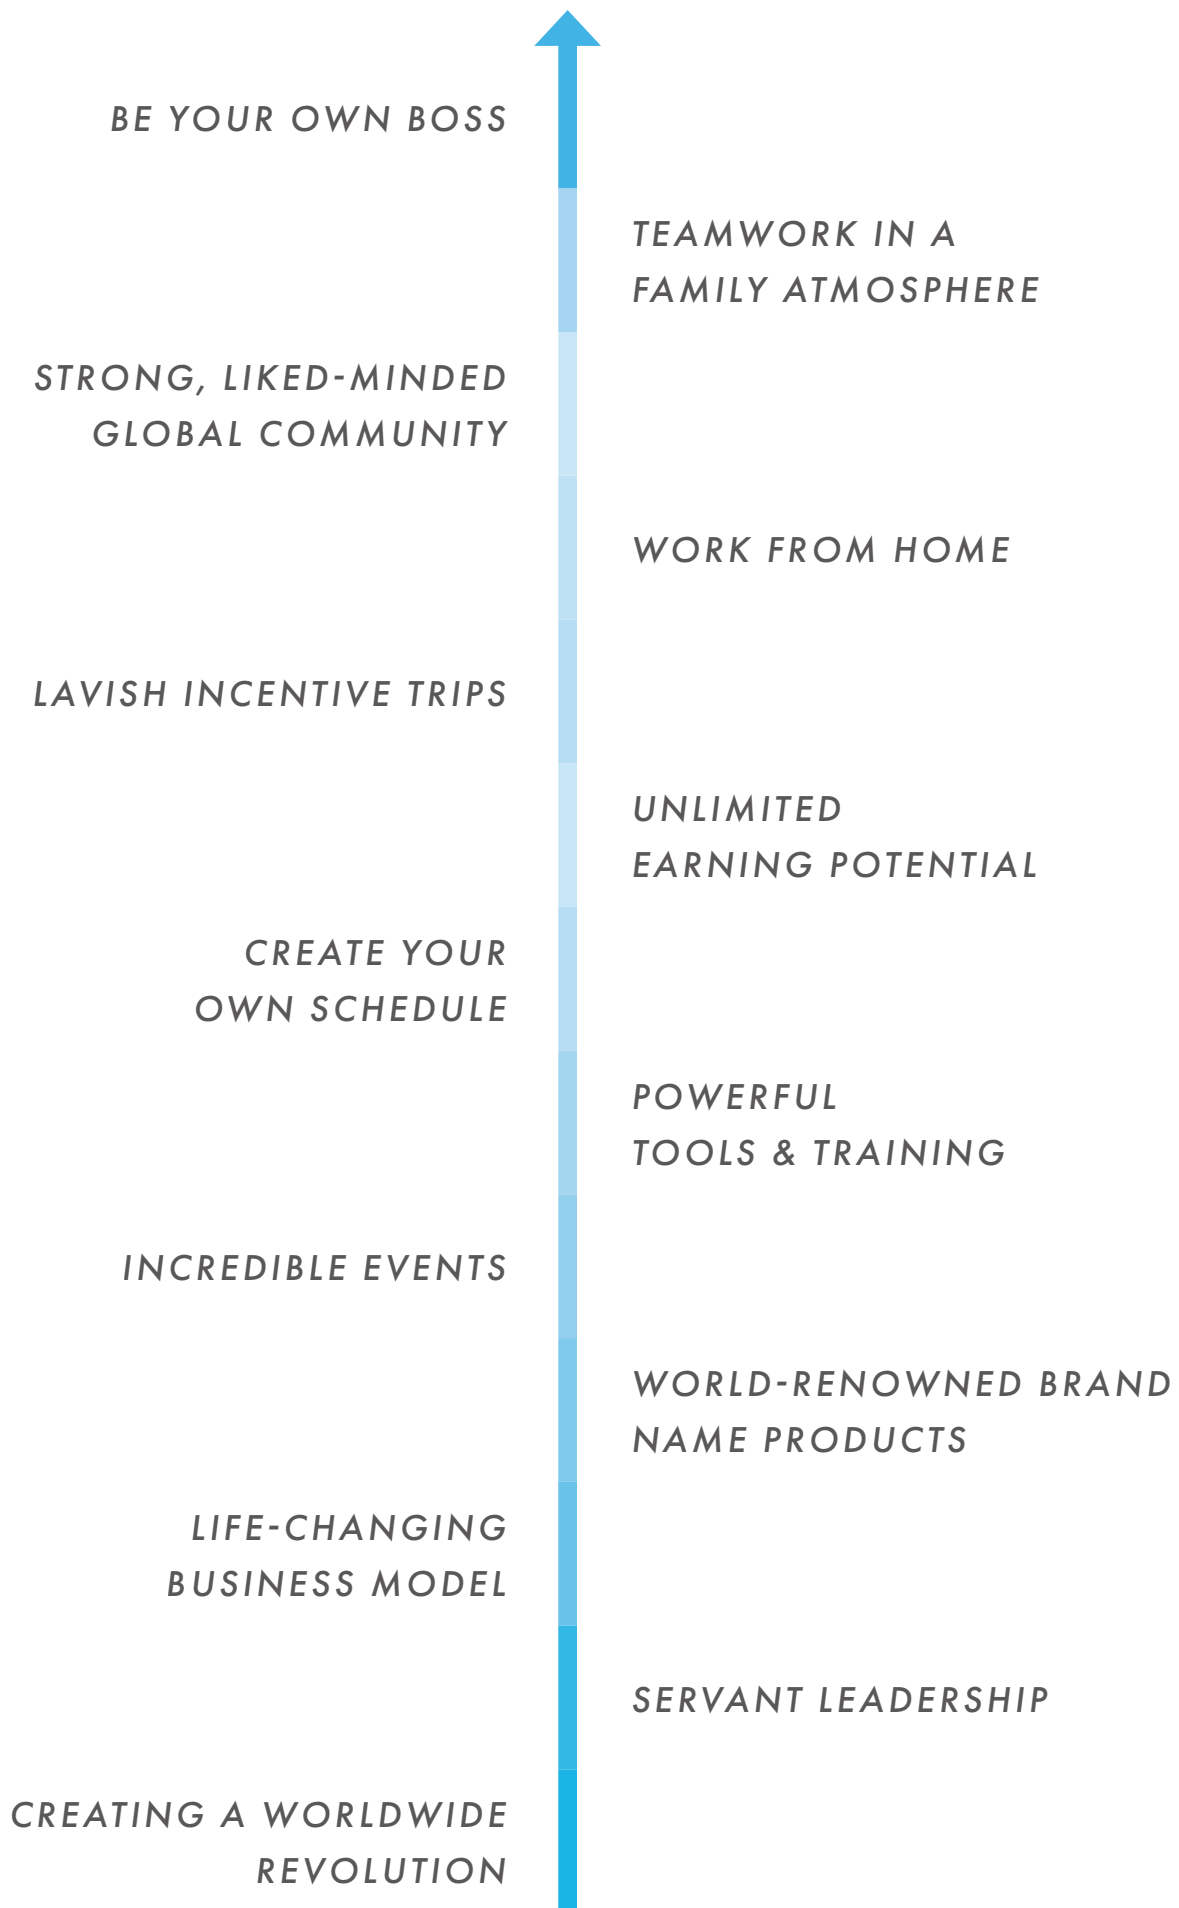 BE YOUR OWN BOSS
TEAMWORK IN A
FAMILY ATMOSPHERE
STRONG, LIKED-MINDED
GLOBAL COMMUNITY
WORK FROM HOME
LAVISH INCENTIVE TRIPS
UNLIMITED
EARNING POTENTIAL
CREATE YOUR
OWN SCHEDULE
POWERFUL
TOOLS & TRAINING
INCREDIBLE EVENTS
WORLD-RENOWNED BRAND
NAME PRODUCTS
LIFE-CHANGING
BUSINESS MODEL
SERVANT LEADERSHIP
CREATING A WORLDWIDE
REVOLUTION